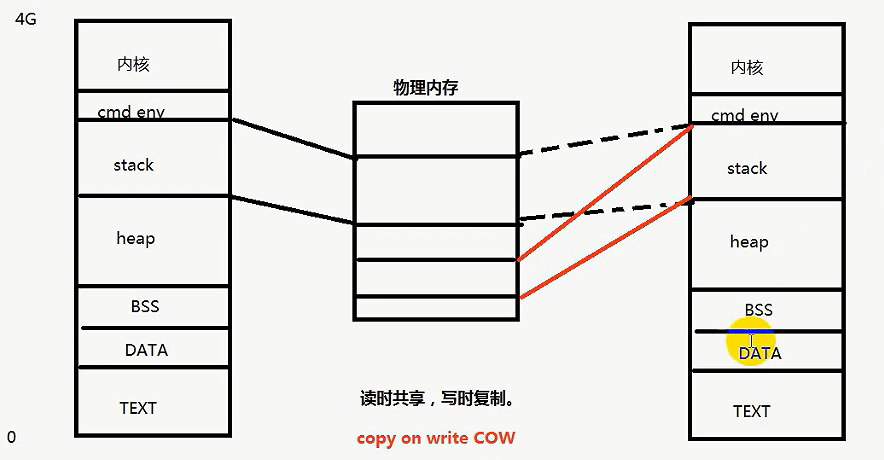 4G
内核
cmd env
stack
heap
BSS
DATA
TEXT
0
物理内存
读时共享，写时复制。
copy on write COW
内核
cmd env
stack
heap
BSS
DATA
TEXT